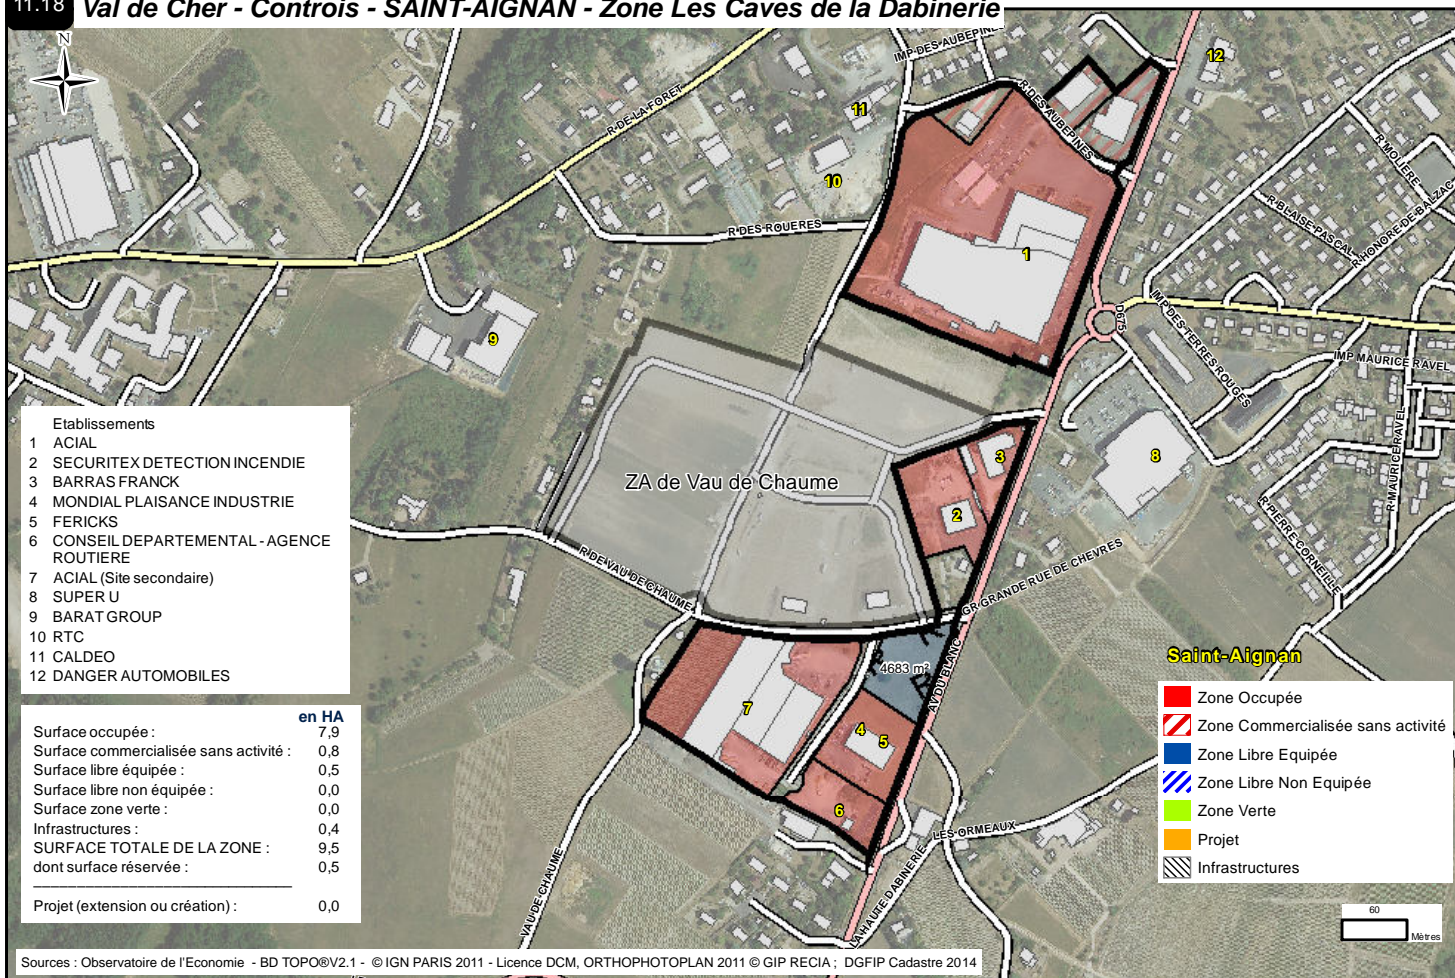 11.18 Val de Cher - Controis - SAINT-AIGNAN - Zone Les Caves de la Dabinerie
N
IMP DES AUBEPINES
12
R DES AUBEPINES
R DE LA FORET
11
10
R DES ROUERES
1
R MOLIERE
R BLAISE PASCAL
R HONORE DE BALZAC
D675
IMP DES TERRES ROUGES
IMP MAURICE RAVEL
R MAURICE RAVEL
R PIERRE CORNEILLE
9
8
ZA de Vau de Chaume
3
2
R DE VAU DE CHAUME
GR GRANDE RUE DE CHEVRES
AV DU BLANC
4683 m²
7
4
5
6
LES ORMEAUX
LA HAUTE DABINERIE
VAU DE CHAUME
Etablissements
1 ACIAL
2 SECURITEX DETECTION INCENDIE
3 BARRAS FRANCK
4 MONDIAL PLAISANCE INDUSTRIE
5 FERICKS
6 CONSEIL DEPARTEMENTAL - AGENCE
ROUTIERE
7 ACIAL (Site secondaire)
8 SUPER U
9 BARAT GROUP
10 RTC
11 CALDEO
12 DANGER AUTOMOBILES
en HA
Surface occupée : 7,9
Surface commercialisée sans activité : 0,8
Surface libre équipée : 0,5
Surface libre non équipée : 0,0
Surface zone verte : 0,0
Infrastructures : 0,4
SURFACE TOTALE DE LA ZONE : 9,5
dont surface réservée : 0,5
Projet (extension ou création) : 0,0
Saint-Aignan
Zone Occupée
Zone Commercialisée sans activité
Zone Libre Equipée
Zone Libre Non Equipée
Zone Verte
Projet
Infrastructures
60
Mètres
Sources : Observatoire de l'Economie - BD TOPO®V2.1 - © IGN PARIS 2011 - Licence DCM, ORTHOPHOTOPLAN 2011 © GIP RECIA ; DGFIP Cadastre 2014